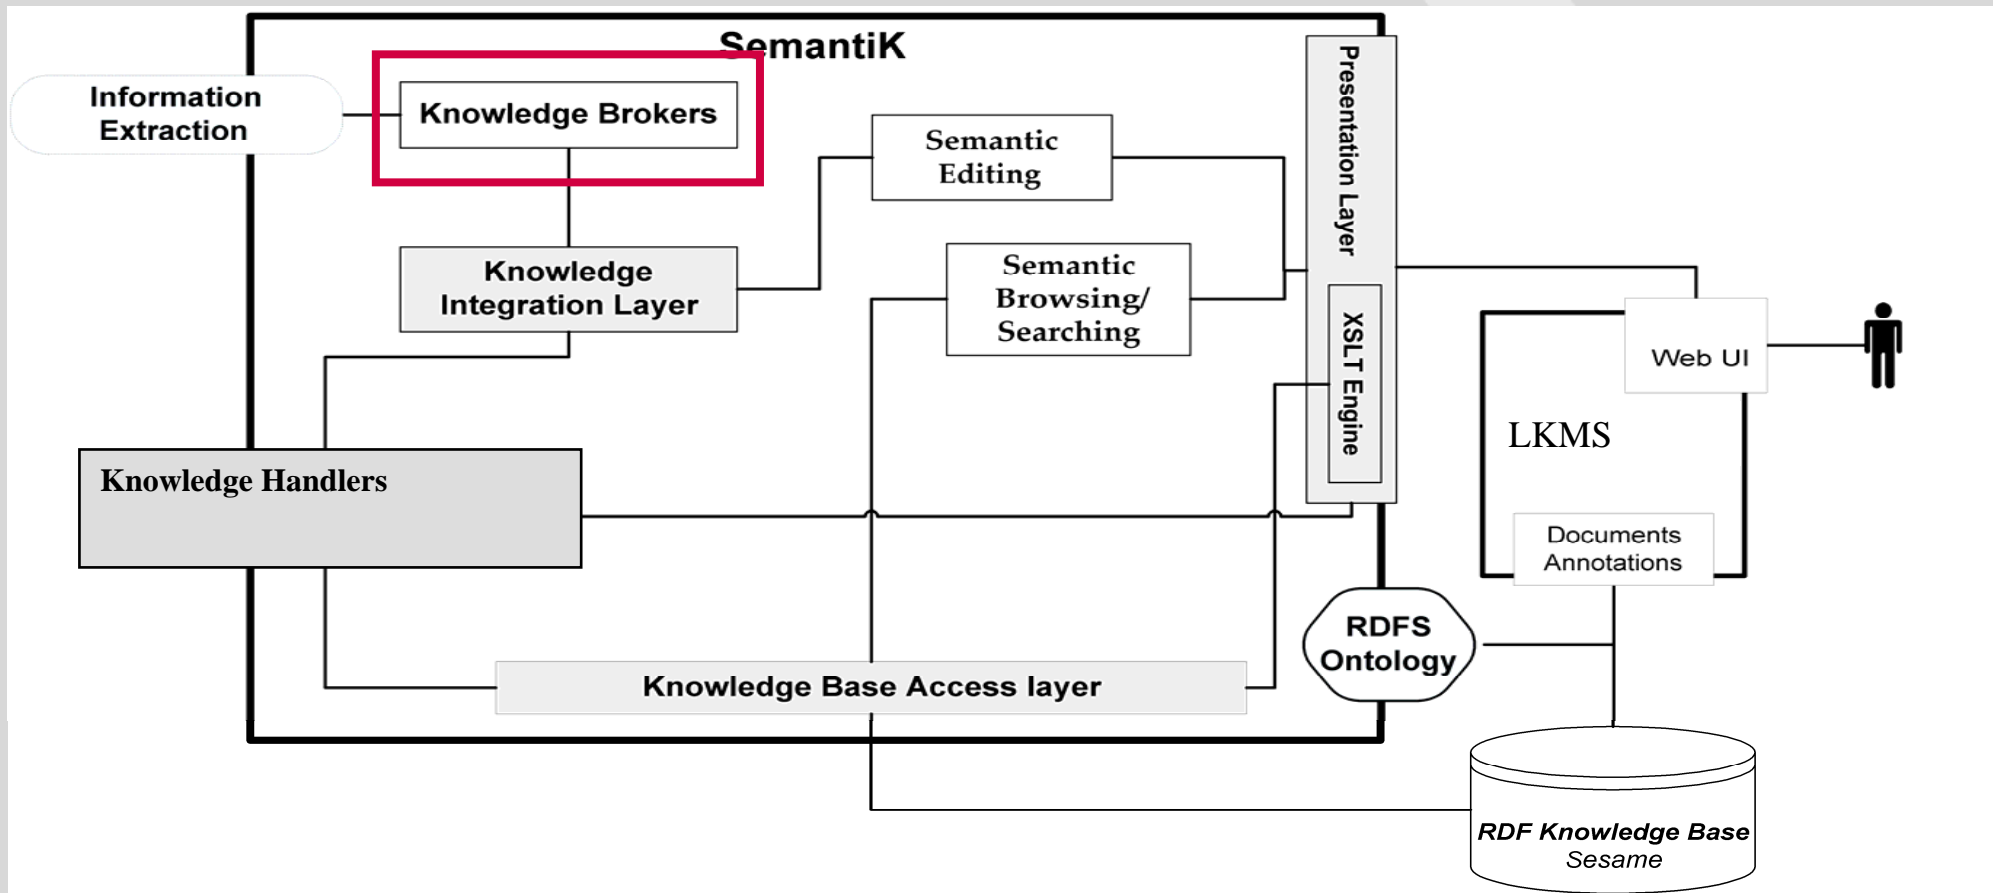 SemantiK
Information
Extraction
Knowledge Brokers
Semantic
Editing
Presentation Layer
Knowledge
Integration Layer
Semantic
Browsing/
Searching
XSLT Engine
Web UI
LKMS
Knowledge Handlers
Documents
Annotations
RDFS
Ontology
Knowledge Base Access layer
RDF Knowledge Base
Sesame